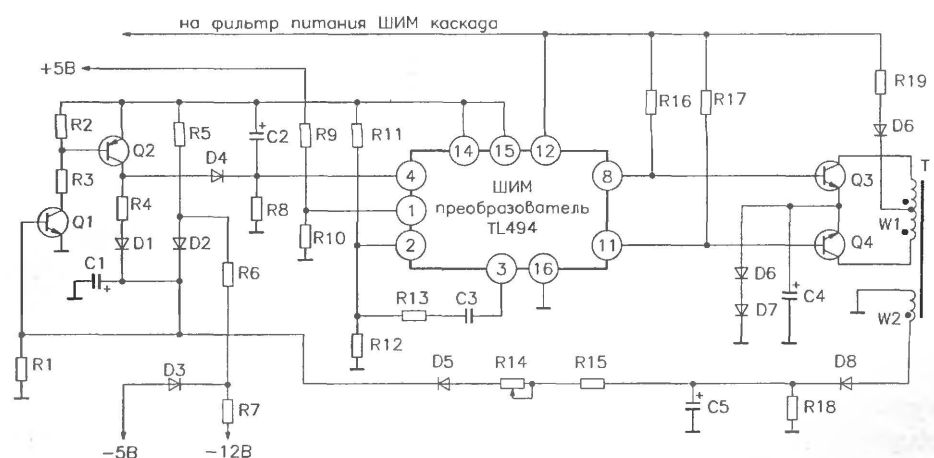 на фильтр питания ШИМ каскада
+5В
R2
Q2
R5
C2
R11
R9
14
15
12
R16
R17
R19
D6
R3
D4
4
8
Q3
T
Q1
R4
R8
1
ШИМ
преобразователь
TL494
W1
R10
D1
D2
2
11
Q4
C1
R6
3
16
D6
C4
R13
C3
D7
W2
R12
R1
D3
D5
R14
R15
D8
R7
C5
R18
−5В
−12В